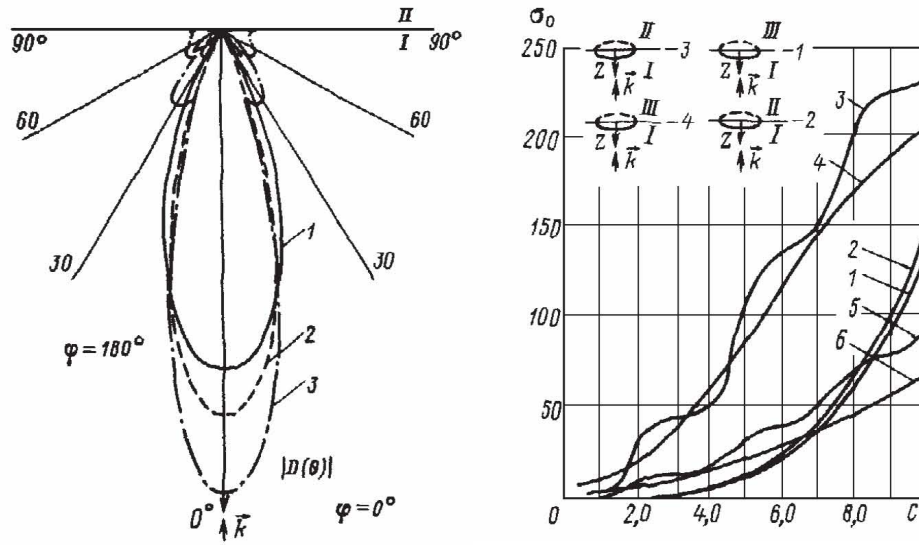 II
90° I 90°
60 60
30 30
1
φ=180°
2
3
|D(θ)|
0° k⃗ φ=0°
σ₀
250
200
150
100
50
0 2,0 4,0 6,0 8,0 C
II 3
Z I
k⃗
III 1
Z I
k⃗
III 4
Z I
k⃗
II 2
Z I
k⃗
3
4
2
1
5
6